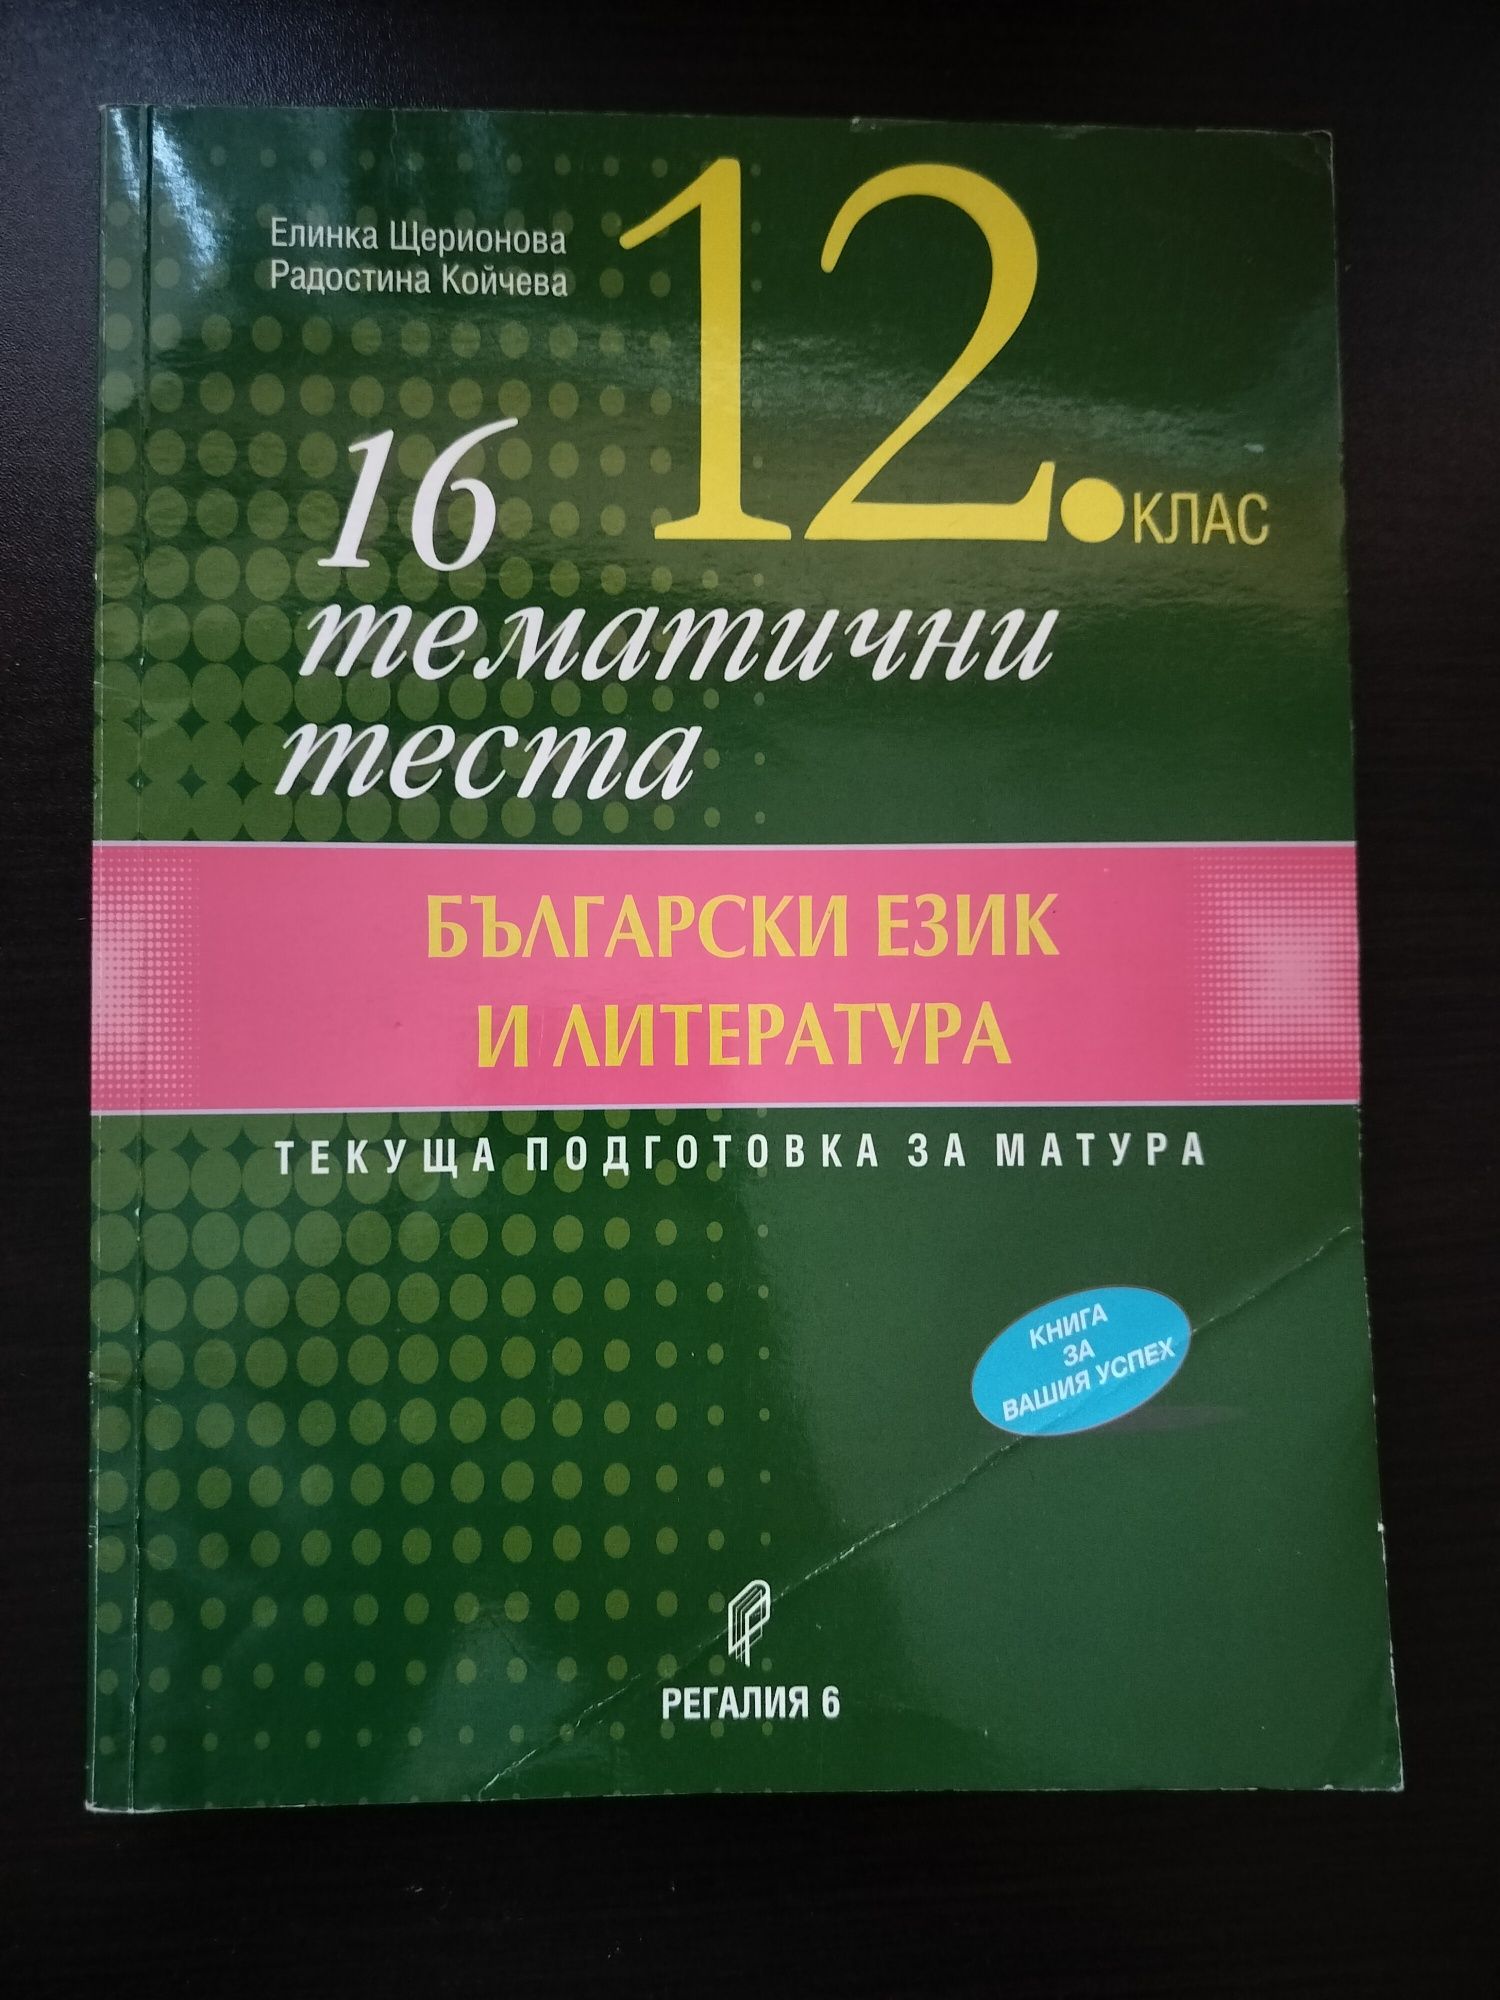 Елинка Щерионова
Радостина Койчева
12. КЛАС
16
тематични
теста
БЪЛГАРСКИ ЕЗИК
И ЛИТЕРАТУРА
ТЕКУЩА ПОДГОТОВКА ЗА МАТУРА
КНИГА
ЗА
ВАШИЯ УСПЕХ
РЕГАЛИЯ 6